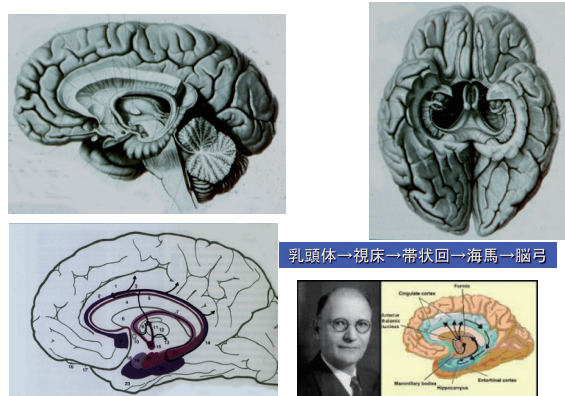 乳頭体→視床→帯状回→海馬→脳弓
Fornix
Cingulate cortex
Anterior
thalamic
nucleus
Mammillary bodies
Hippocampus
Entorhinal cortex